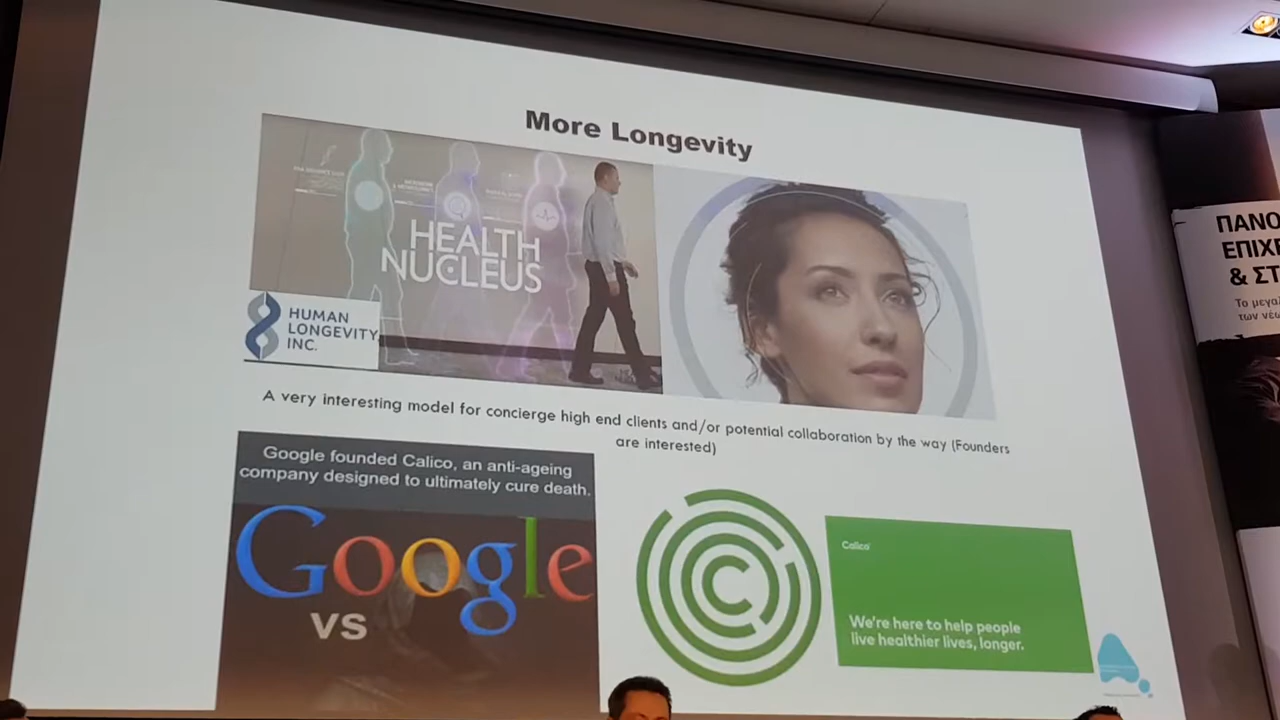 More Longevity
HEALTH
NUCLEUS
HUMAN
LONGEVITY
INC.
A very interesting model for concierge high end clients and/or potential collaboration by the way (Founders
are interested)
Google founded Calico, an anti-ageing
company designed to ultimately cure death.
Google
vs
C
Calico
We're here to help people
live healthier lives, longer.
ΠΑΝΟ
ΕΠΙΧΕ
& ΣΤ
Το μεγα
των νέω